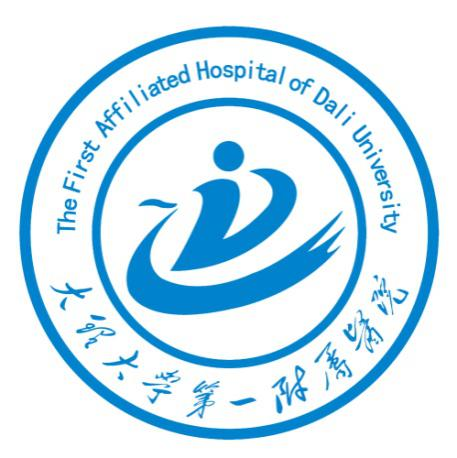 The First Affiliated Hospital of Dali University
大理大学第一附属医院